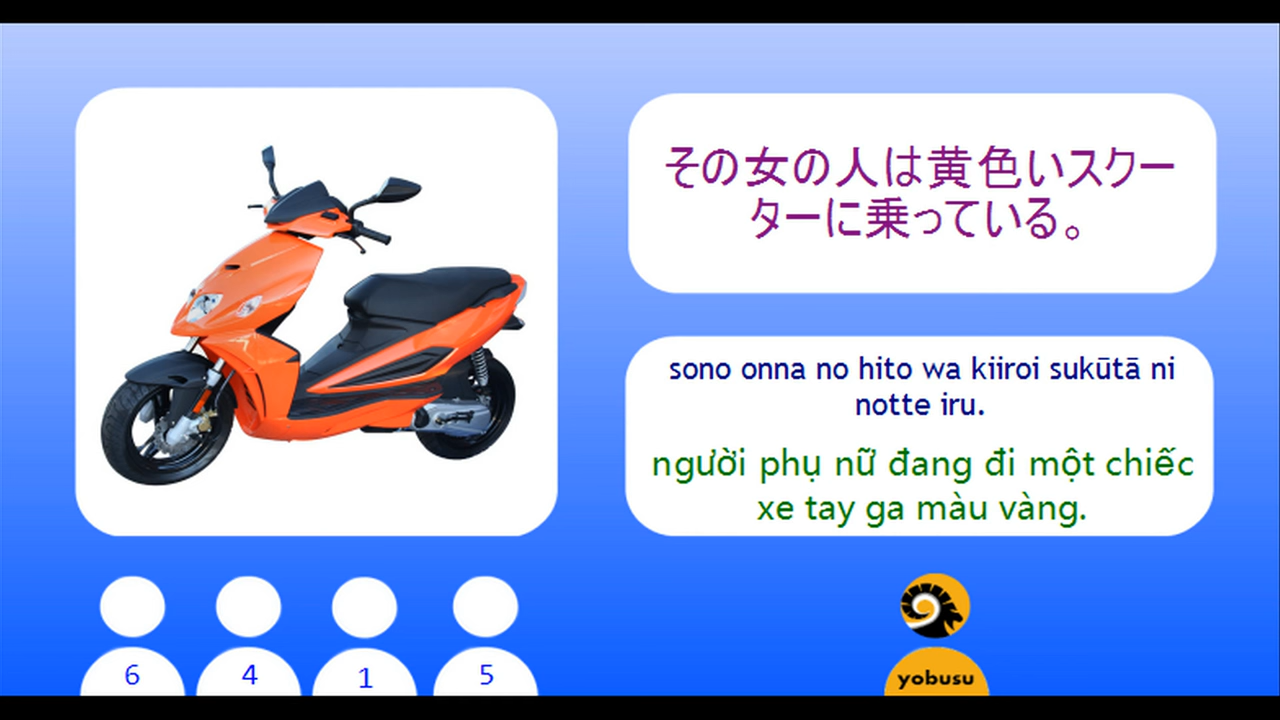 その女の人は黄色いスクー
ターに乗っている。
sono onna no hito wa kiiroi sukūtā ni
notte iru.
người phụ nữ đang đi một chiếc
xe tay ga màu vàng.
6 4 1 5
yobusu